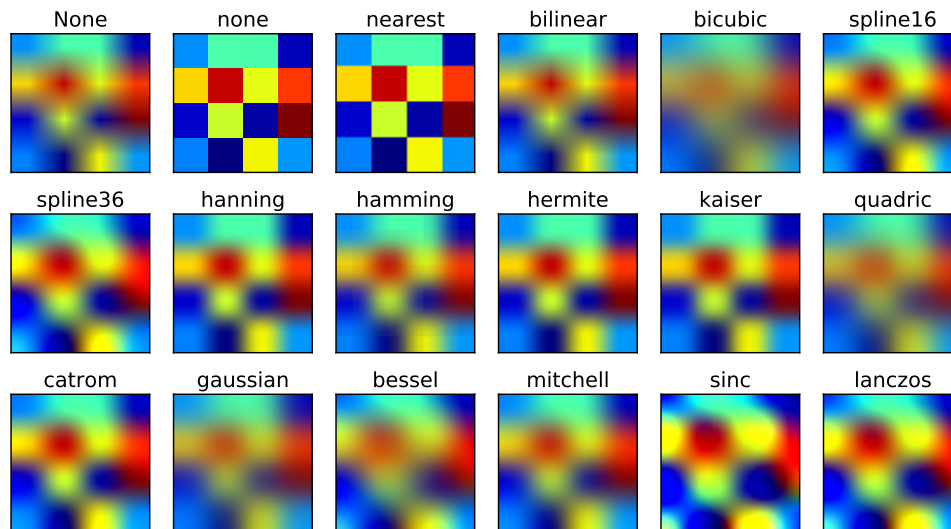 None none nearest bilinear bicubic spline16
spline36 hanning hamming hermite kaiser quadric
catrom gaussian bessel mitchell sinc lanczos